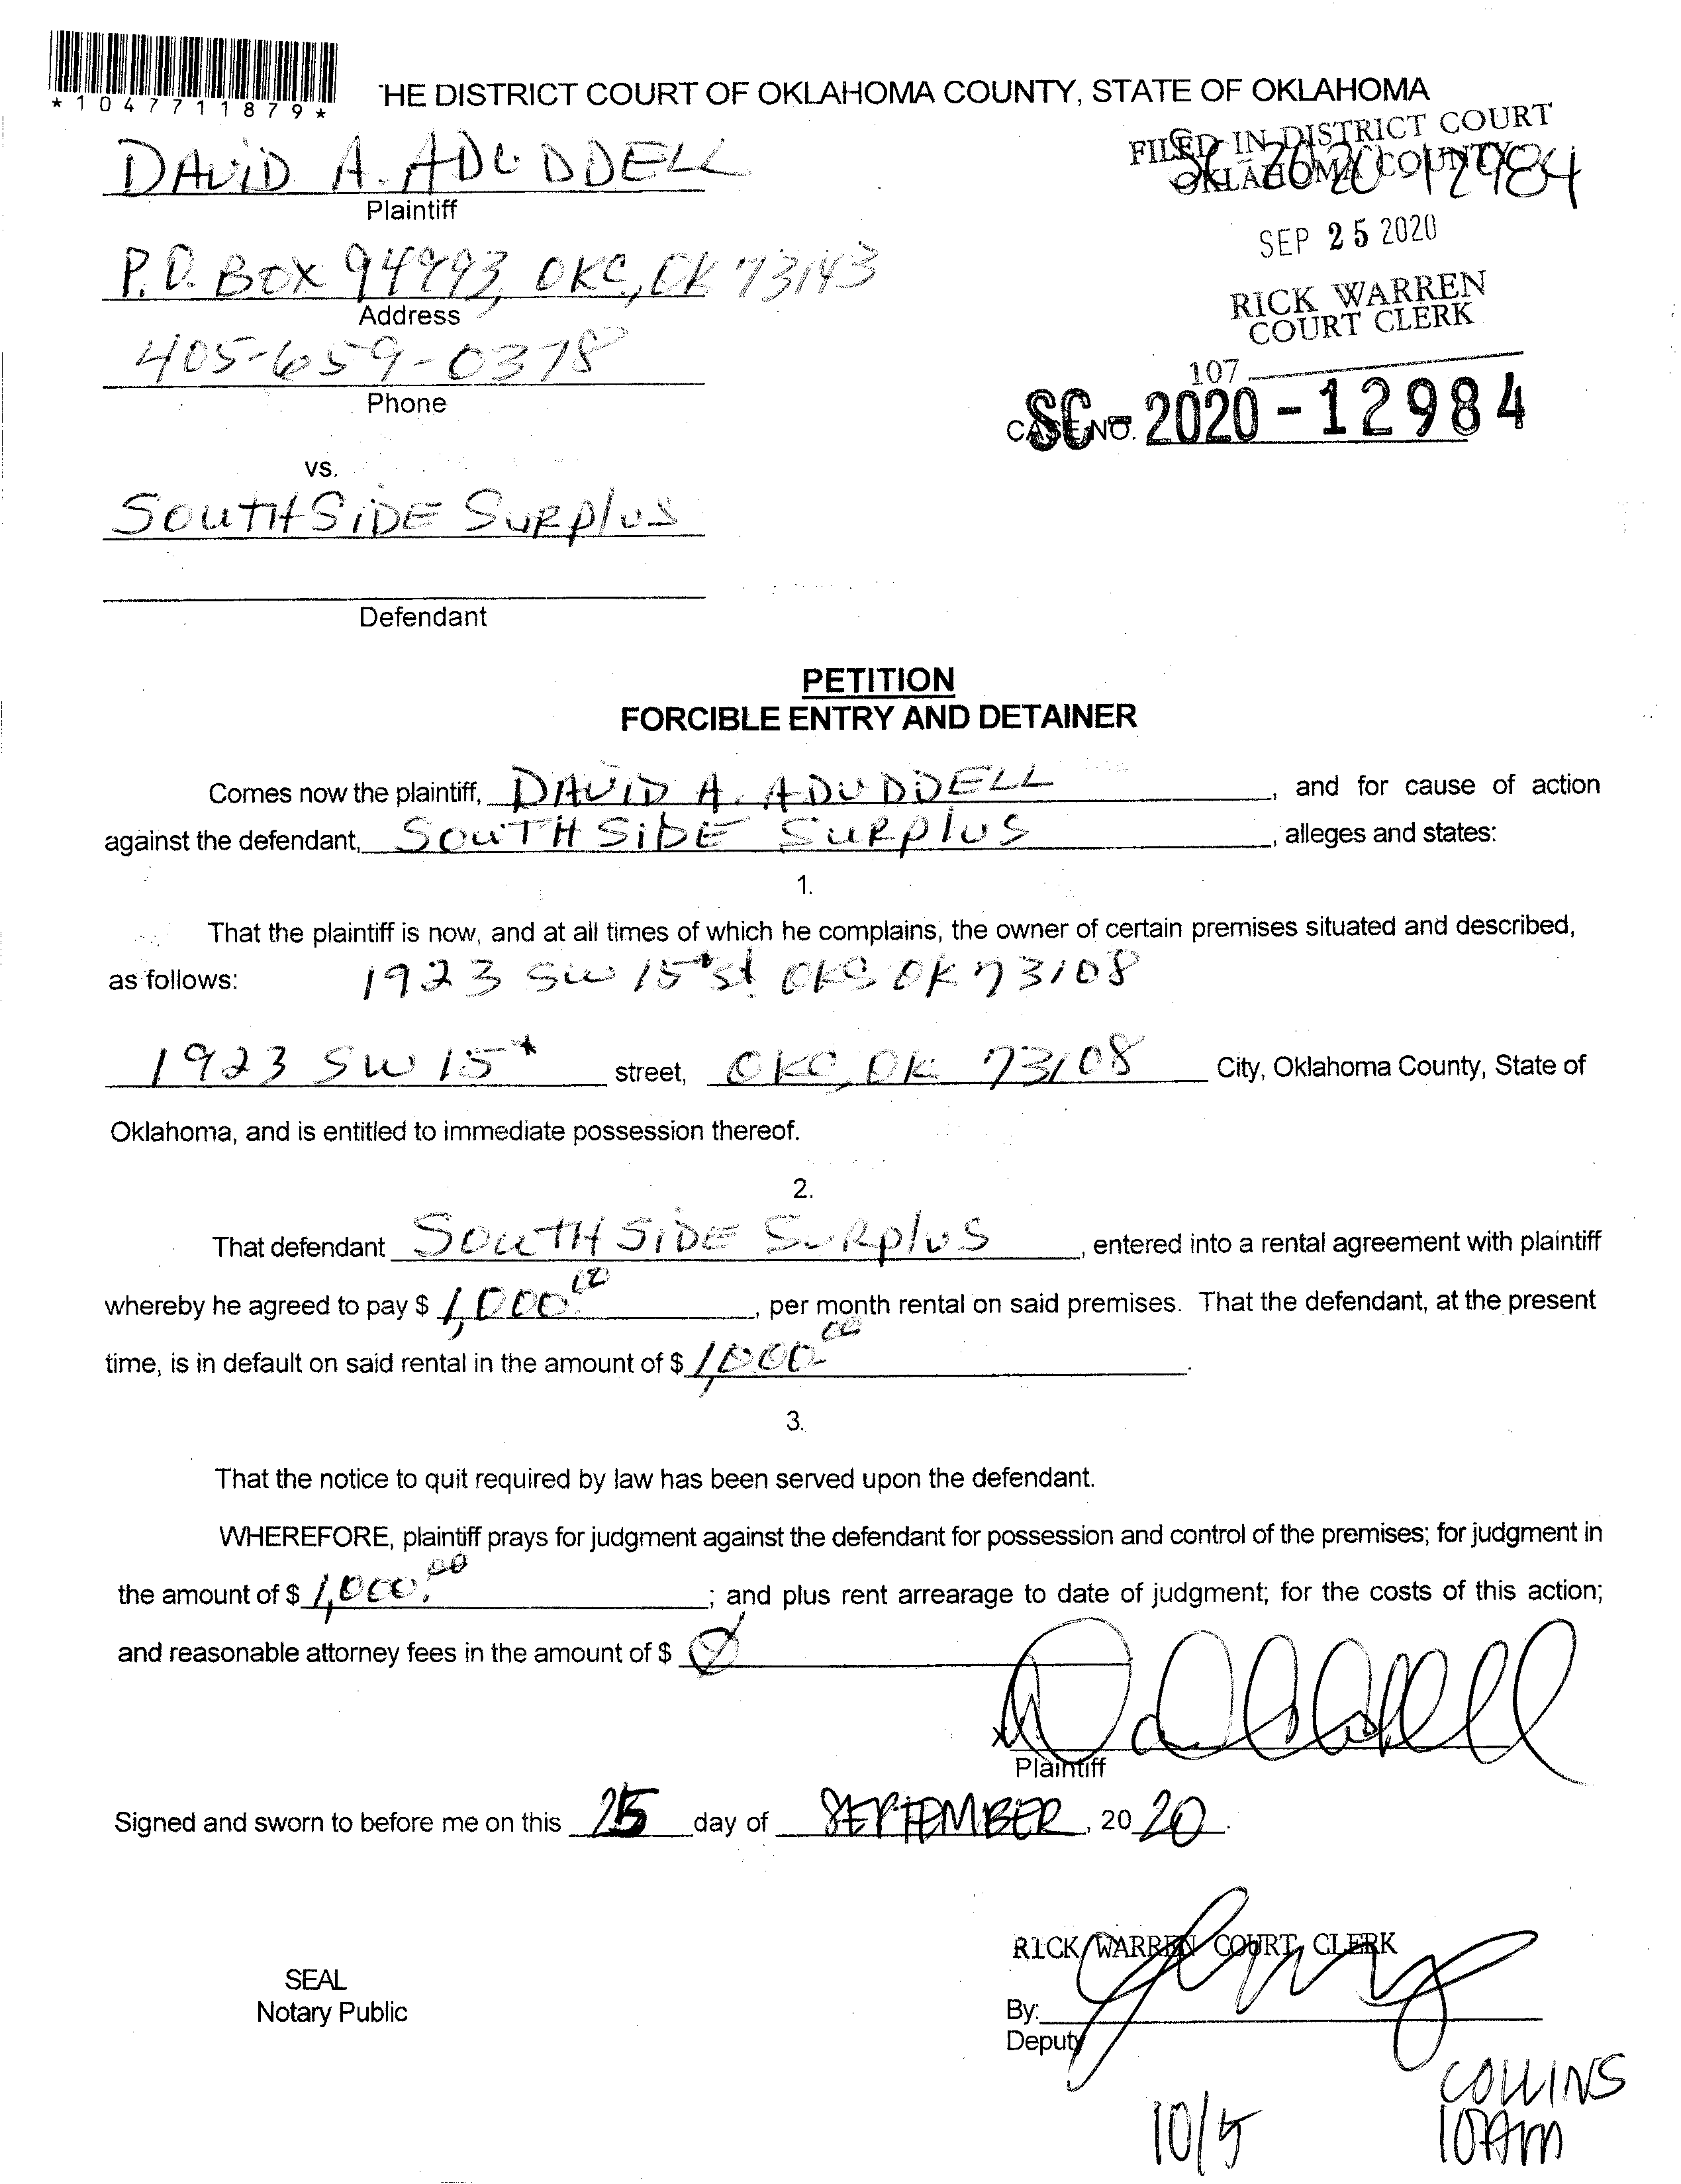 *1047711879*
HE DISTRICT COURT OF OKLAHOMA COUNTY, STATE OF OKLAHOMA
DAVID A. ADUDDELL
Plaintiff
FILED IN DISTRICT COURT
OKLAHOMA COUNTY
SC 2020 12984
P.O. BOX 94493, OKC, OK 73143
Address
SEP 25 2020
RICK WARREN
COURT CLERK
405-659-0378
Phone
107
CASE NO. SC-2020-12984
vs.
SOUTHSIDE SURPlUS
Defendant
PETITION
FORCIBLE ENTRY AND DETAINER
Comes now the plaintiff, DAVID A. ADUDDELL, and for cause of action
against the defendant, SOUTHSIDE SURPlUS, alleges and states:
1.
That the plaintiff is now, and at all times of which he complains, the owner of certain premises situated and described,
as follows: 1923 SW 15th st OKC OK 73108
1923 SW 15th street, OKC, OK 73108 City, Oklahoma County, State of
Oklahoma, and is entitled to immediate possession thereof.
2.
That defendant SOUTHSIDE SURPlUS, entered into a rental agreement with plaintiff
whereby he agreed to pay $ 1,000.00, per month rental on said premises. That the defendant, at the present
time, is in default on said rental in the amount of $ 1,000.00.
3.
That the notice to quit required by law has been served upon the defendant.
WHEREFORE, plaintiff prays for judgment against the defendant for possession and control of the premises; for judgment in
the amount of $ 1,000.00; and plus rent arrearage to date of judgment; for the costs of this action;
and reasonable attorney fees in the amount of $ Ø
x
Plaintiff
Signed and sworn to before me on this 25 day of SEPTEMBER, 2020.
RICK WARREN COURT CLERK
SEAL
Notary Public
By:
Deputy
COLLINS
10/5 10AM